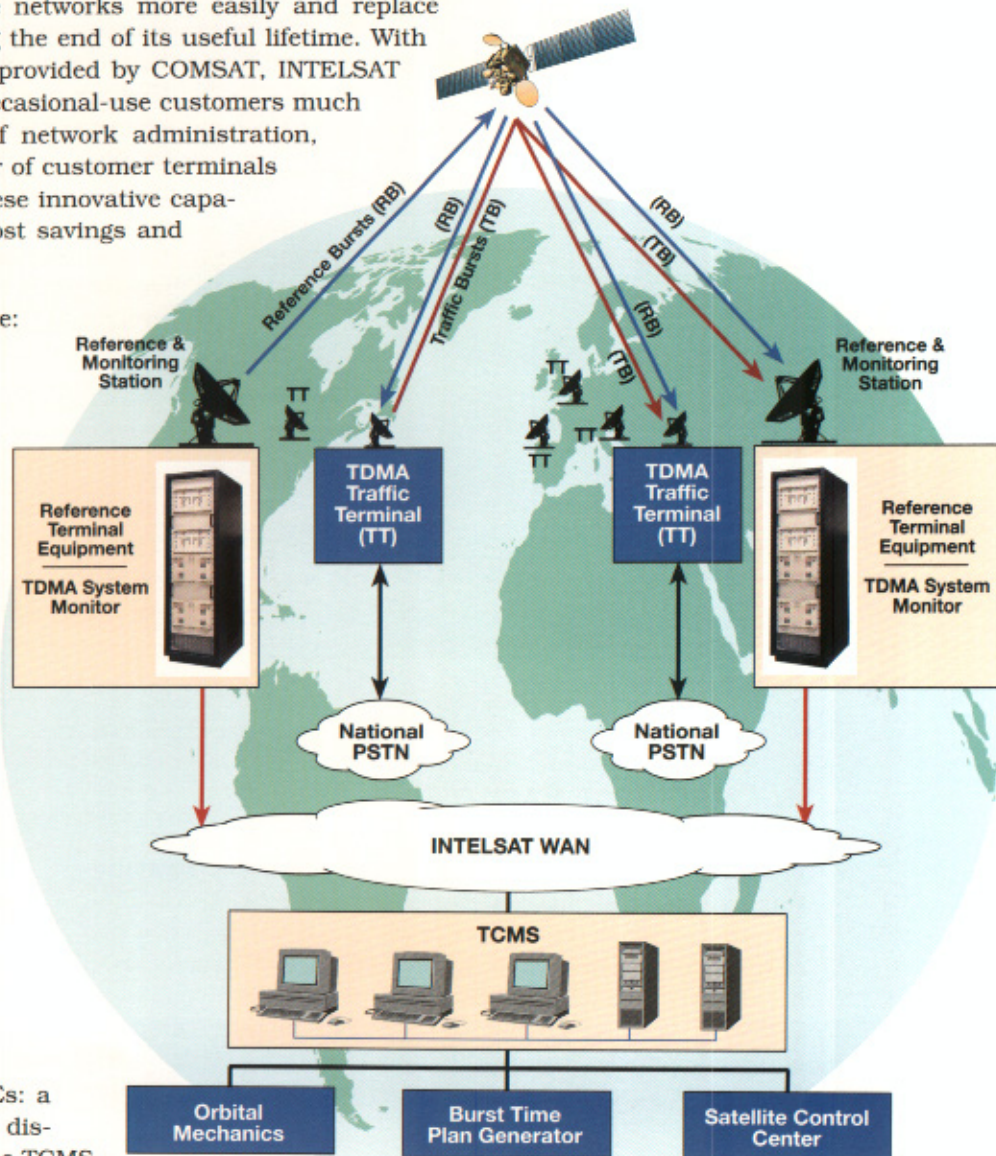 networks more easily and replace
the end of its useful lifetime. With
provided by COMSAT, INTELSAT
casional-use customers much
network administration,
of customer terminals
ese innovative capa-
ost savings and
e:
Reference Bursts (RB)
(RB)
Traffic Bursts (TB)
(RB)
(TB)
(RB)
(TB)
Reference &
Monitoring
Station
TT
TT
TT
TT
Reference &
Monitoring
Station
Reference
Terminal
Equipment
TDMA System
Monitor
TDMA
Traffic
Terminal
(TT)
TDMA
Traffic
Terminal
(TT)
Reference
Terminal
Equipment
TDMA System
Monitor
National
PSTN
National
PSTN
INTELSAT WAN
TCMS
Orbital
Mechanics
Burst Time
Plan Generator
Satellite Control
Center
Es: a
dis-
TCMS